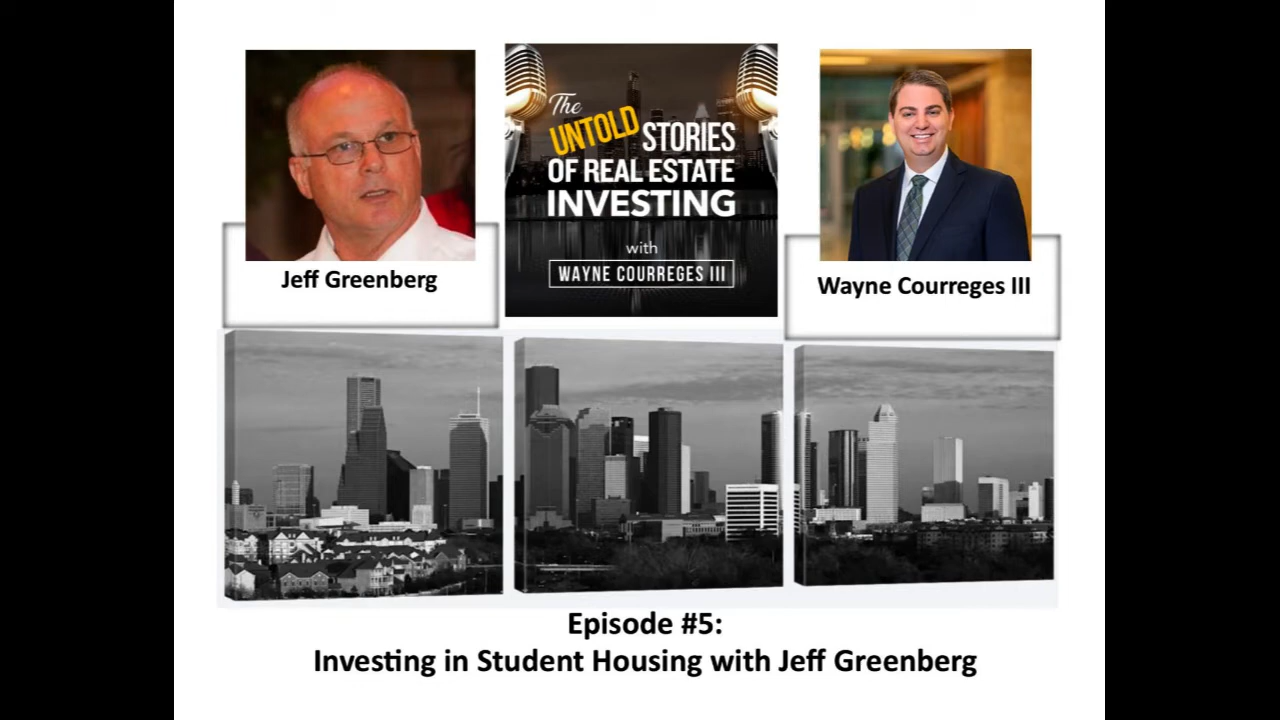 The
UNTOLD STORIES
OF REAL ESTATE
INVESTING
with
WAYNE COURREGES III
Jeff Greenberg
Wayne Courreges III
Episode #5:
Investing in Student Housing with Jeff Greenberg